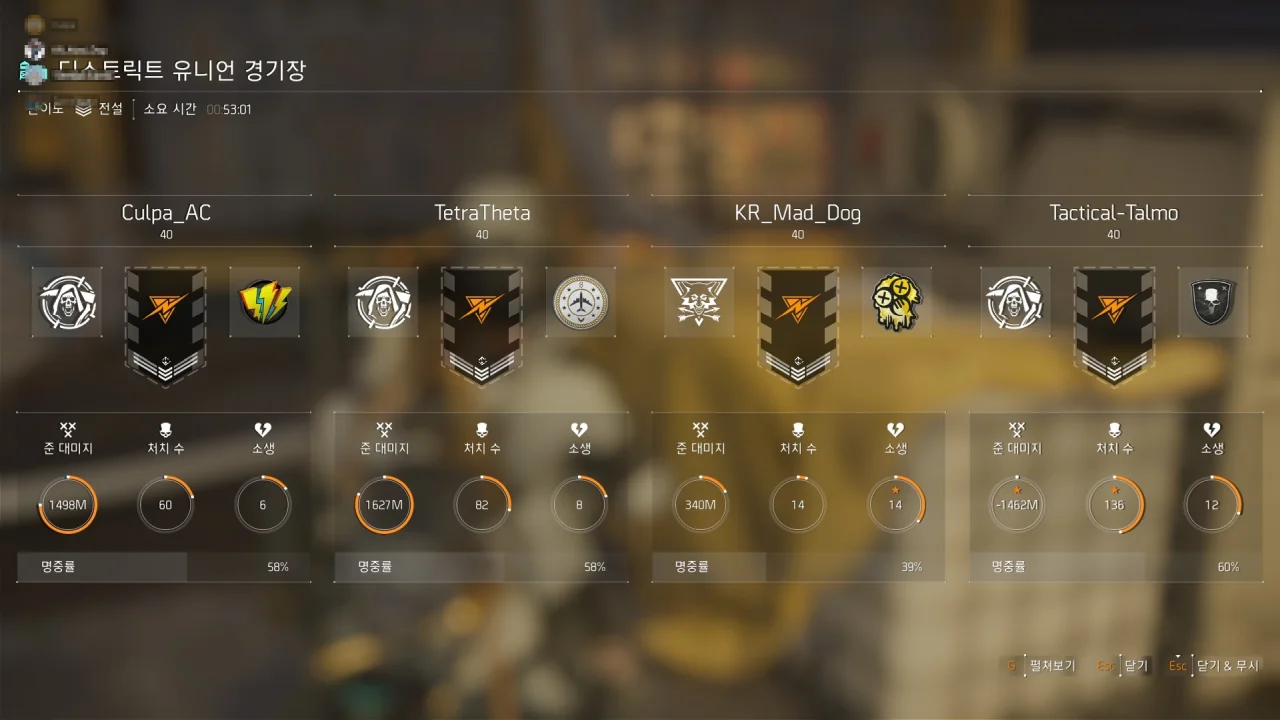 디스트릭트 유니언 경기장
난이도 전설 소요 시간 00:53:01
Culpa_AC
40
TetraTheta
40
KR_Mad_Dog
40
Tactical-Talmo
40
준 대미지 처치 수 소생
1498M 60 6
명중률 58%
준 대미지 처치 수 소생
1627M 82 8
명중률 58%
준 대미지 처치 수 소생
340M 14 14
명중률 39%
준 대미지 처치 수 소생
-1462M 136 12
명중률 60%
G 펼쳐보기 Esc 닫기 Esc 닫기 & 무시